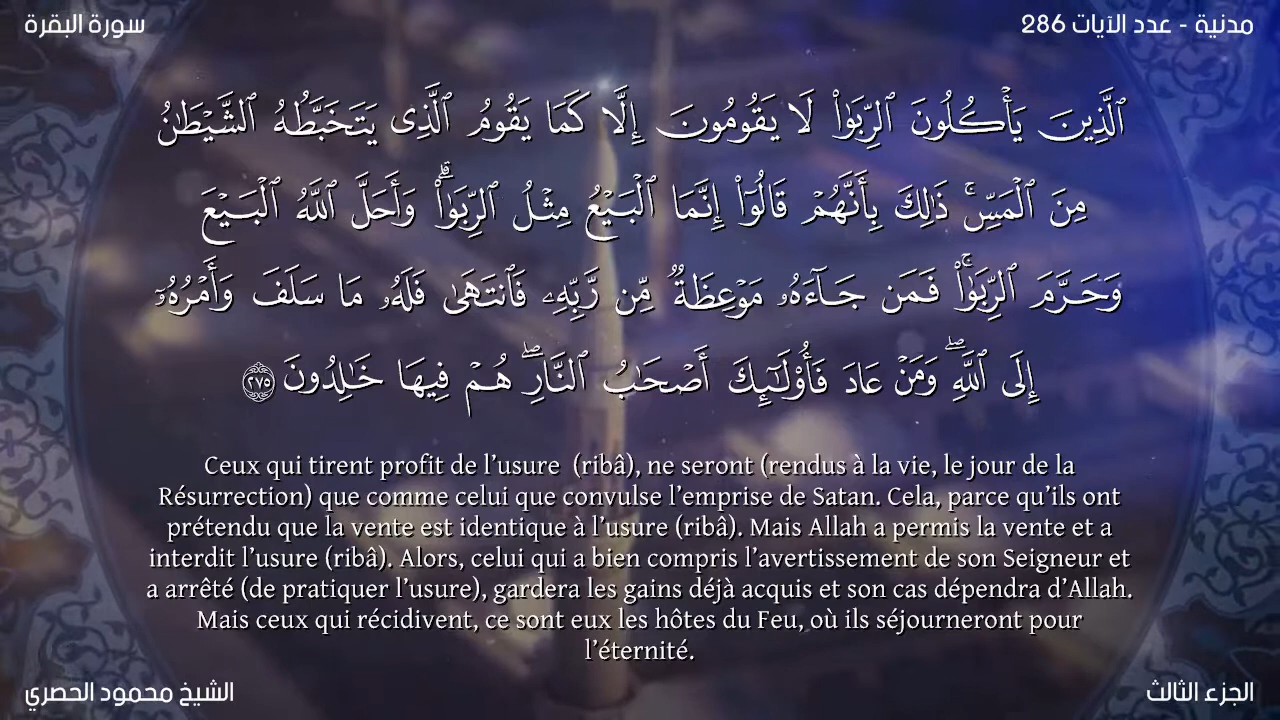 مدنية - عدد الآيات 286
سورة البقرة
ٱلَّذِينَ يَأۡكُلُونَ ٱلرِّبَوٰاْ لَا يَقُومُونَ إِلَّا كَمَا يَقُومُ ٱلَّذِى يَتَخَبَّطُهُ ٱلشَّيۡطَٰنُ
مِنَ ٱلۡمَسِّۚ ذَٰلِكَ بِأَنَّهُمۡ قَالُوٓاْ إِنَّمَا ٱلۡبَيۡعُ مِثۡلُ ٱلرِّبَوٰاْۗ وَأَحَلَّ ٱللَّهُ ٱلۡبَيۡعَ
وَحَرَّمَ ٱلرِّبَوٰاْۚ فَمَن جَآءَهُۥ مَوۡعِظَةٞ مِّن رَّبِّهِۦ فَٱنتَهَىٰ فَلَهُۥ مَا سَلَفَ وَأَمۡرُهُۥٓ
إِلَى ٱللَّهِۖ وَمَنۡ عَادَ فَأُوْلَٰٓئِكَ أَصۡحَٰبُ ٱلنَّارِۖ هُمۡ فِيهَا خَٰلِدُونَ ٢٧٥
Ceux qui tirent profit de l’usure (ribâ), ne seront (rendus à la vie, le jour de la
Résurrection) que comme celui que convulse l’emprise de Satan. Cela, parce qu’ils ont
prétendu que la vente est identique à l’usure (ribâ). Mais Allah a permis la vente et a
interdit l’usure (ribâ). Alors, celui qui a bien compris l’avertissement de son Seigneur et
a arrêté (de pratiquer l’usure), gardera les gains déjà acquis et son cas dépendra d’Allah.
Mais ceux qui récidivent, ce sont eux les hôtes du Feu, où ils séjourneront pour
l’éternité.
الجزء الثالث
الشيخ محمود الحصري